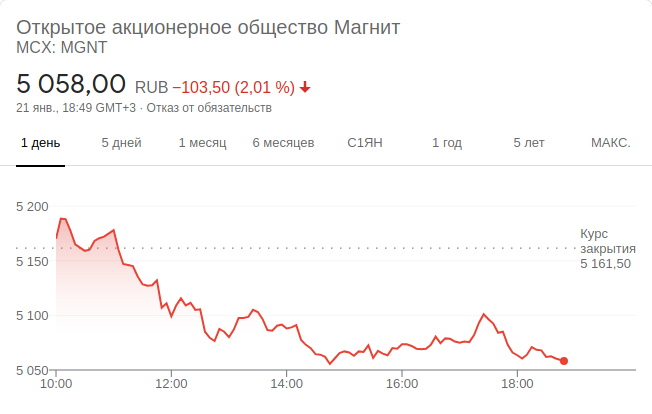 Открытое акционерное общество Магнит
MCX: MGNT
5 058,00 RUB −103,50 (2,01 %)
21 янв., 18:49 GMT+3 · Отказ от обязательств
1 день 5 дней 1 месяц 6 месяцев С1ЯН 1 год 5 лет МАКС.
5 200
Курс
закрытия
5 161,50
5 150
5 100
5 050
10:00 12:00 14:00 16:00 18:00